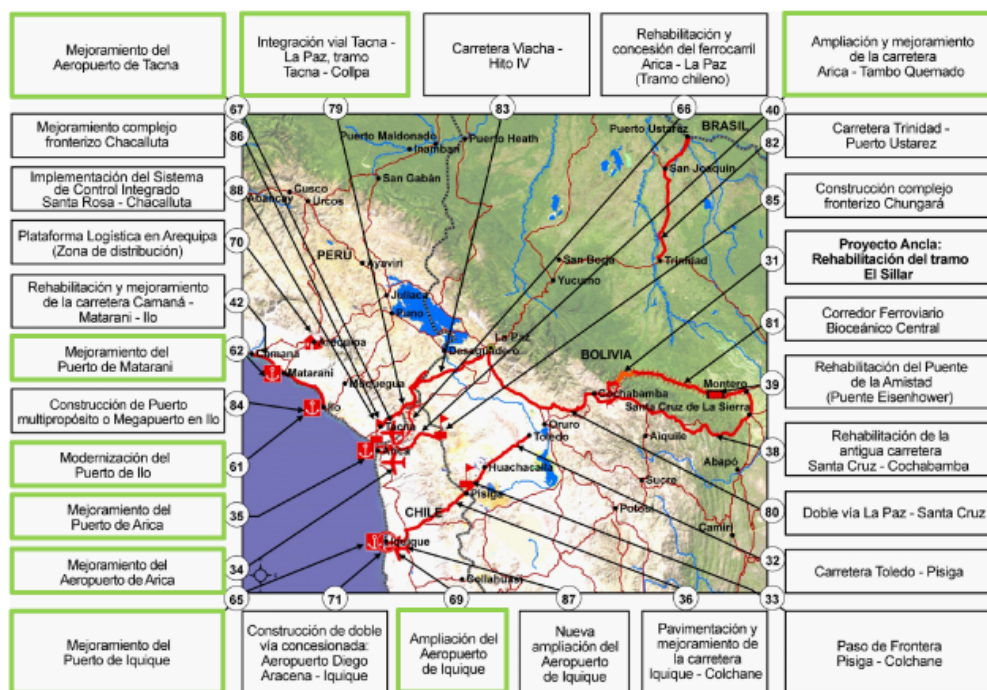 Mejoramiento del
Aeropuerto de Tacna
Integración vial Tacna -
La Paz, tramo
Tacna - Collpa
Carretera Viacha -
Hito IV
Rehabilitación y
concesión del ferrocarril
Arica - La Paz
(Tramo chileno)
Ampliación y mejoramiento
de la carretera
Arica - Tambo Quemado
67
79
83
66
40
Mejoramiento complejo
fronterizo Chacalluta
86
Implementación del Sistema
de Control Integrado
Santa Rosa - Chacalluta
88
Plataforma Logística en Arequipa
(Zona de distribución)
70
Rehabilitación y mejoramiento
de la carretera Camaná -
Matarani - Ilo
42
Mejoramiento del
Puerto de Matarani
62
Construcción de Puerto
multipropósito o Megapuerto en Ilo
84
Modernización del
Puerto de Ilo
61
Mejoramiento del
Puerto de Arica
35
Mejoramiento del
Aeropuerto de Arica
34
Puerto Maldonado
Puerto Heath
Inambari
San Gabán
Cusco
Urcos
Abancay
PERÚ
Ayaviri
Juliaca
Puno
Desaguadero
La Paz
Arequipa
Camaná
Matarani
Moquegua
Ilo
Tacna
Arica
Puerto Ustarez
BRASIL
San Joaquín
San Borja
Trinidad
Yucumo
BOLIVIA
Cochabamba
Montero
Santa Cruz de La Sierra
Oruro
Toledo
Aiquile
Abapó
Huachacalla
Sucre
Pisiga
CHILE
Potosí
Camiri
Iquique
Collahuasi
82
Carretera Trinidad -
Puerto Ustarez
85
Construcción complejo
fronterizo Chungará
31
Proyecto Ancla:
Rehabilitación del tramo
El Sillar
81
Corredor Ferroviario
Bioceánico Central
39
Rehabilitación del Puente
de la Amistad
(Puente Eisenhower)
38
Rehabilitación de la
antigua carretera
Santa Cruz - Cochabamba
80
Doble vía La Paz - Santa Cruz
32
Carretera Toledo - Pisiga
65
71
69
87
36
33
Mejoramiento del
Puerto de Iquique
Construcción de doble
vía concesionada:
Aeropuerto Diego
Aracena - Iquique
Ampliación del
Aeropuerto
de Iquique
Nueva
ampliación del
Aeropuerto
de Iquique
Pavimentación y
mejoramiento de
la carretera
Iquique - Colchane
Paso de Frontera
Pisiga - Colchane